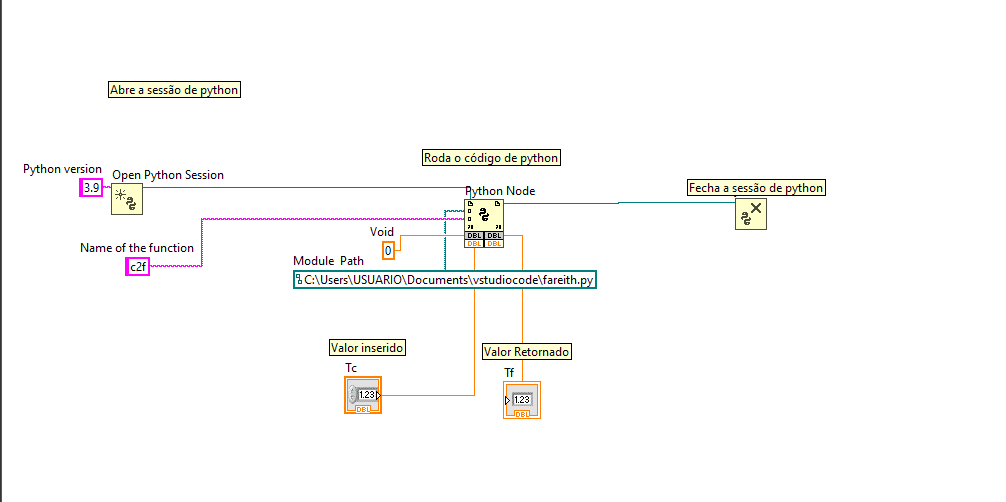 Abre a sessão de python
Roda o código de python
Python version
3.9
Open Python Session
Python Node
Fecha a sessão de python
Name of the function
c2f
Void
0
DBL DBL
DBL DBL
Module Path
C:\Users\USUARIO\Documents\vstudiocode\fareith.py
Valor inserido
Valor Retornado
Tc
1.23
DBL
Tf
1.23
DBL